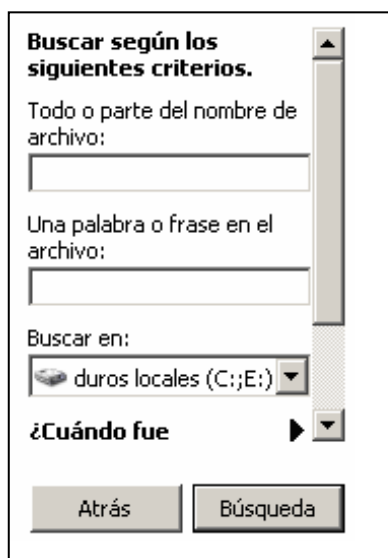 Buscar según los
siguientes criterios.
Todo o parte del nombre de
archivo:
Una palabra o frase en el
archivo:
Buscar en:
duros locales (C:;E:)
¿Cuándo fue
Atrás
Búsqueda